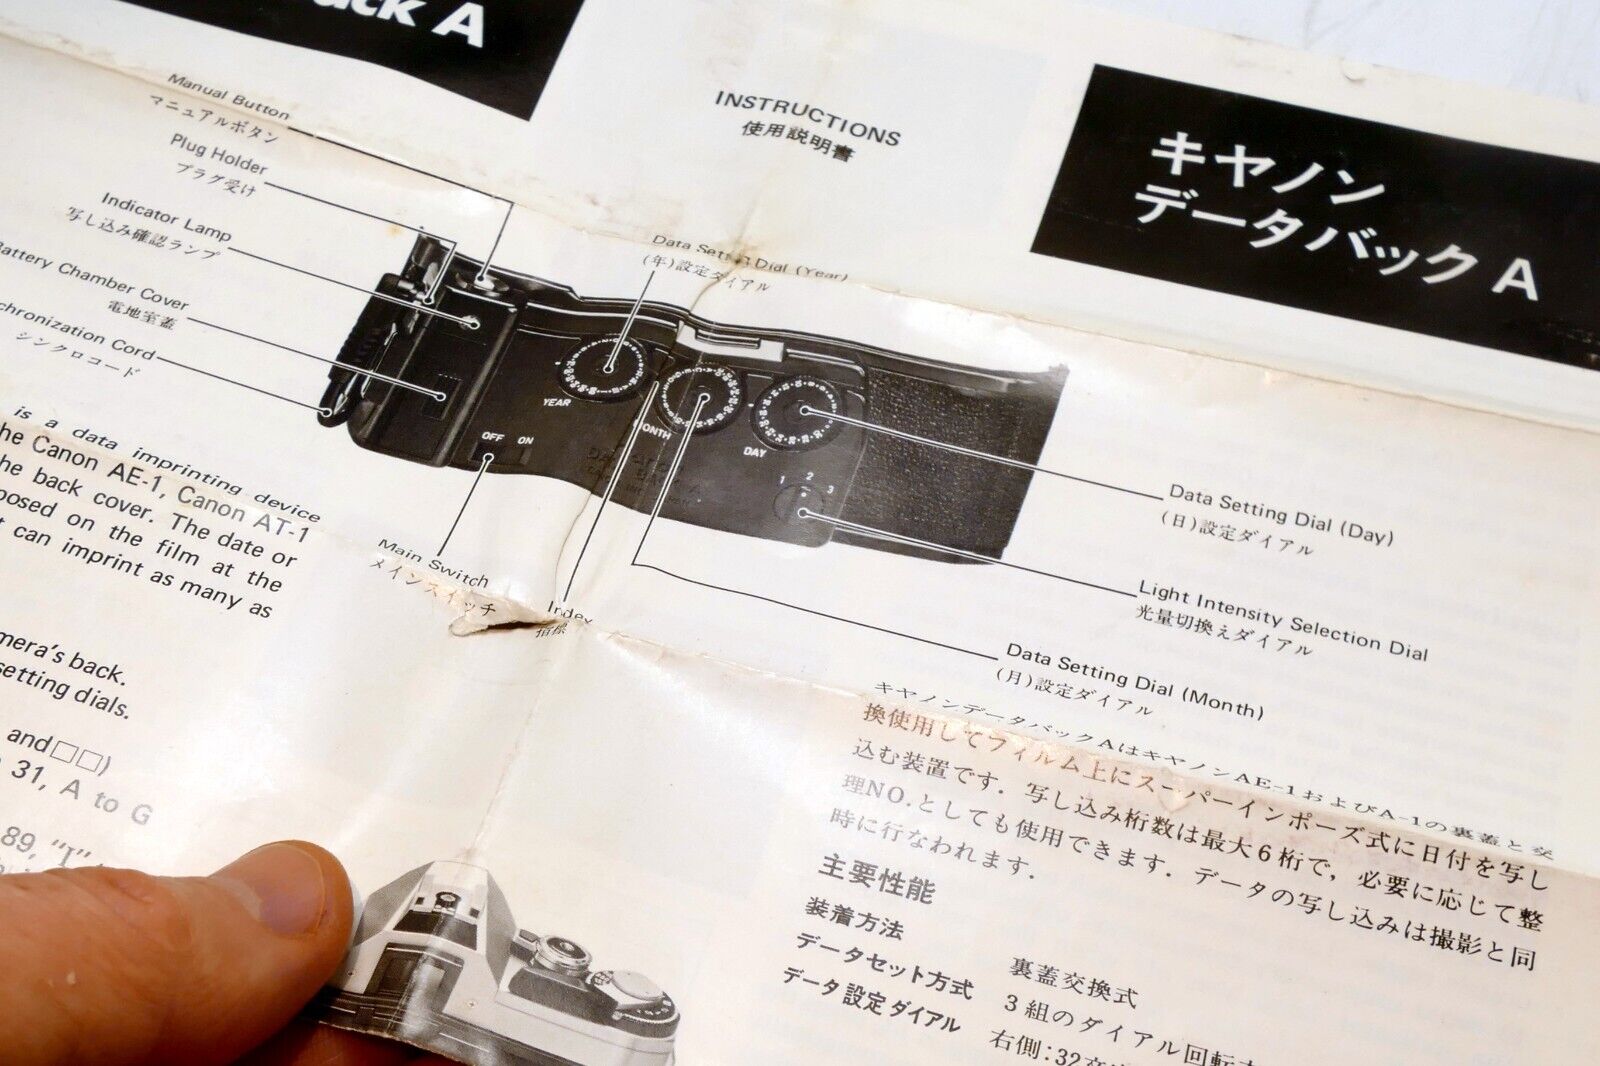 ack A
INSTRUCTIONS
使用説明書
キヤノン
データバック A
Manual Button
マニュアルボタン
Plug Holder
プラグ受け
Indicator Lamp
写し込み確認ランプ
Battery Chamber Cover
電地室蓋
chronization Cord
シンクロコード
Data Setting Dial (Year)
(年)設定ダイアル
YEAR
MONTH
DAY
OFF ON
1 2 3
Main Switch
メインスイッチ
Index
指標
Data Setting Dial (Day)
(日)設定ダイアル
Light Intensity Selection Dial
光量切換えダイアル
Data Setting Dial (Month)
(月)設定ダイアル
is a data imprinting device
he Canon AE-1, Canon AT-1
he back cover. The date or
posed on the film at the
t can imprint as many as
mera's back.
setting dials.
and□□)
31, A to G
89, "I"
キヤノンデータバックAはキヤノンAE-1およびA-1の裏蓋と交
換使用してフィルム上にスーパーインポーズ式に日付を写し
込む装置です. 写し込み桁数は最大6桁で, 必要に応じて整
理NO.としても使用できます. データの写し込みは撮影と同
時に行なわれます.
主要性能
装着方法 裏蓋交換式
データセット方式 3組のダイアル回転
データ設定ダイアル 右側:32